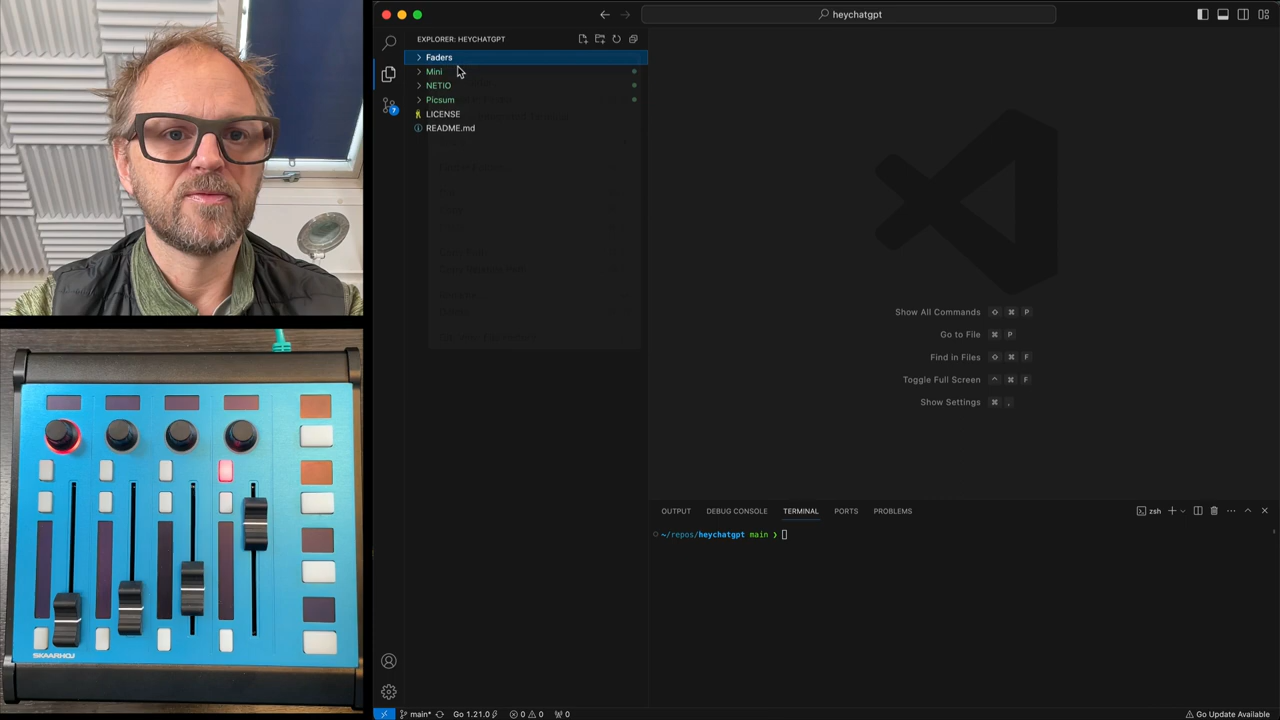 heychatgpt
EXPLORER: HEYCHATGPT
Faders
Mini
NETIO
Picsum
LICENSE
README.md
7
Show All Commands ⇧ ⌘ P
Go to File ⌘ P
Find in Files ⇧ ⌘ F
Toggle Full Screen ^ ⌘ F
Show Settings ⌘ ,
OUTPUT DEBUG CONSOLE TERMINAL PORTS PROBLEMS
zsh
~/repos/heychatgpt main ❯
SKAARHOJ
main* Go 1.21.0 0 0 0 Go Update Available